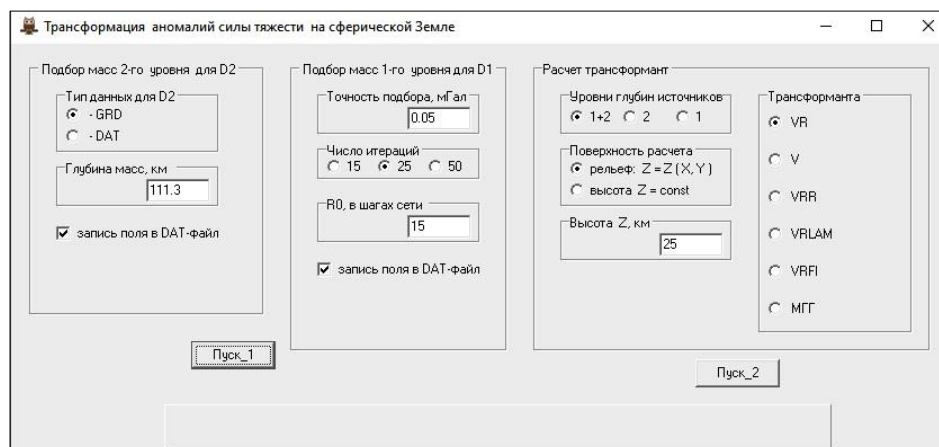 Трансформация аномалий силы тяжести на сферической Земле
Подбор масс 2-го уровня для D2
Тип данных для D2
- GRD
- DAT
Глубина масс, км
111.3
запись поля в DAT-файл
Пуск_1
Подбор масс 1-го уровня для D1
Точность подбора, мГал
0.05
Число итераций
15 25 50
R0, в шагах сети
15
запись поля в DAT-файл
Расчет трансформант
Уровни глубин источников
1+2 2 1
Поверхность расчета
рельеф: Z = Z ( X, Y )
высота Z = const
Высота Z, км
25
Трансформанта
VR
V
VRR
VRLAM
VRFI
МГГ
Пуск_2